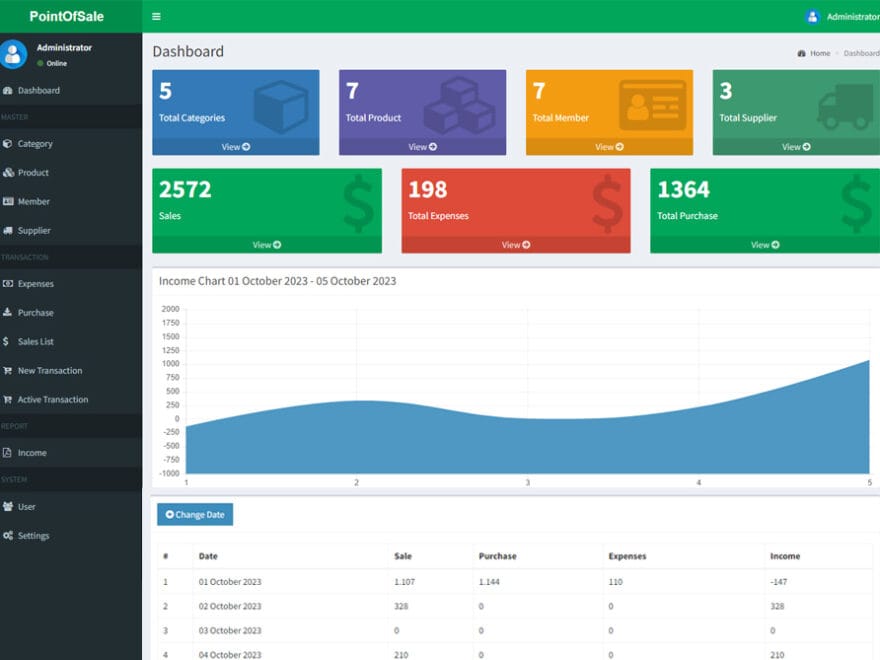 PointOfSale
Administrator
Administrator
Online
Dashboard
MASTER
Category
Product
Member
Supplier
TRANSACTION
Expenses
Purchase
Sales List
New Transaction
Active Transaction
REPORT
Income
SYSTEM
User
Settings
Dashboard
Home Dashboard
5
Total Categories
View
7
Total Product
View
7
Total Member
View
3
Total Supplier
View
2572
Sales
View
198
Total Expenses
View
1364
Total Purchase
View
Income Chart 01 October 2023 - 05 October 2023
2000
1750
1500
1250
1000
750
500
250
0
-250
-500
-750
-1000
1 2 3 4 5
Change Date
# Date Sale Purchase Expenses Income
1 01 October 2023 1.107 1.144 110 -147
2 02 October 2023 328 0 0 328
3 03 October 2023 0 0 0 0
4 04 October 2023 210 0 0 210